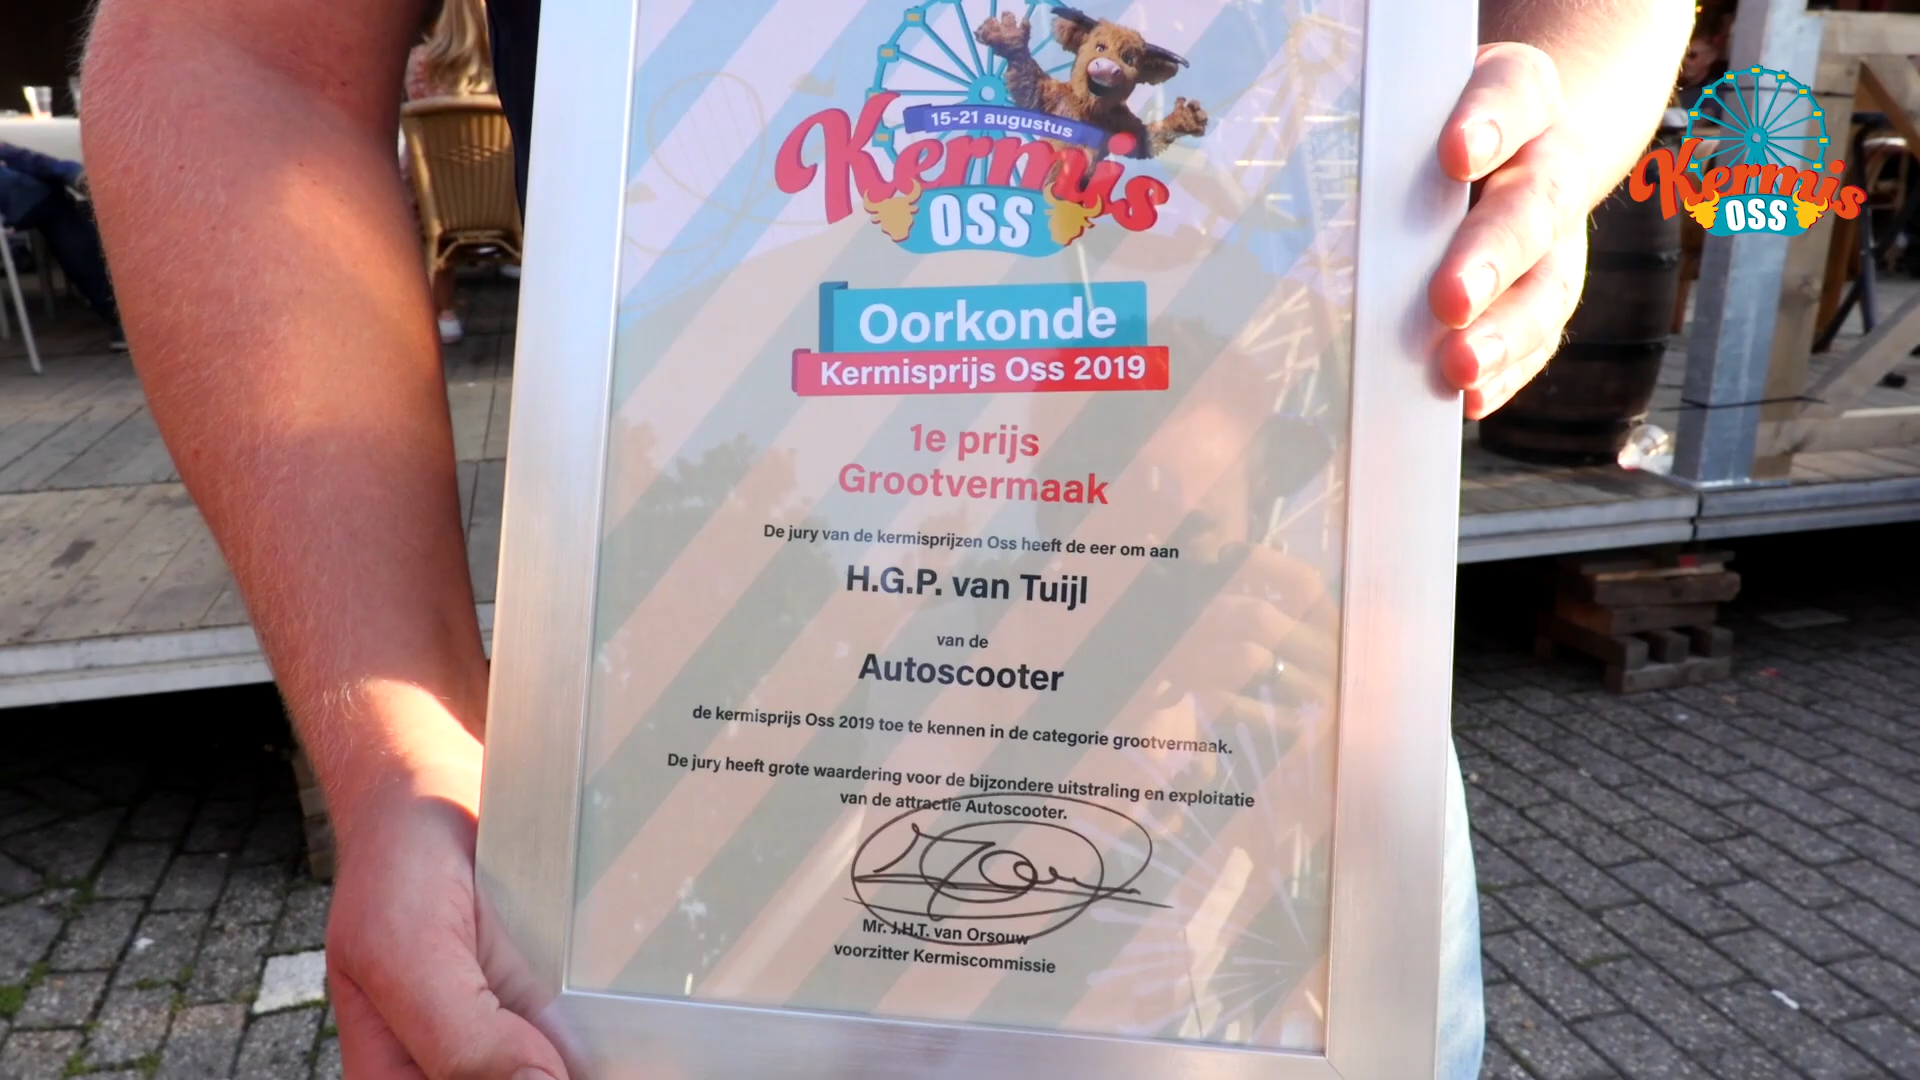 15-21 augustus
Kermis
OSS
Oorkonde
Kermisprijs Oss 2019
1e prijs
Grootvermaak
De jury van de kermisprijzen Oss heeft de eer om aan
H.G.P. van Tuijl
van de
Autoscooter
de kermisprijs Oss 2019 toe te kennen in de categorie grootvermaak.
De jury heeft grote waardering voor de bijzondere uitstraling en exploitatie
van de attractie Autoscooter.
Mr. J.H.T. van Orsouw
voorzitter Kermiscommissie
Kermis
OSS